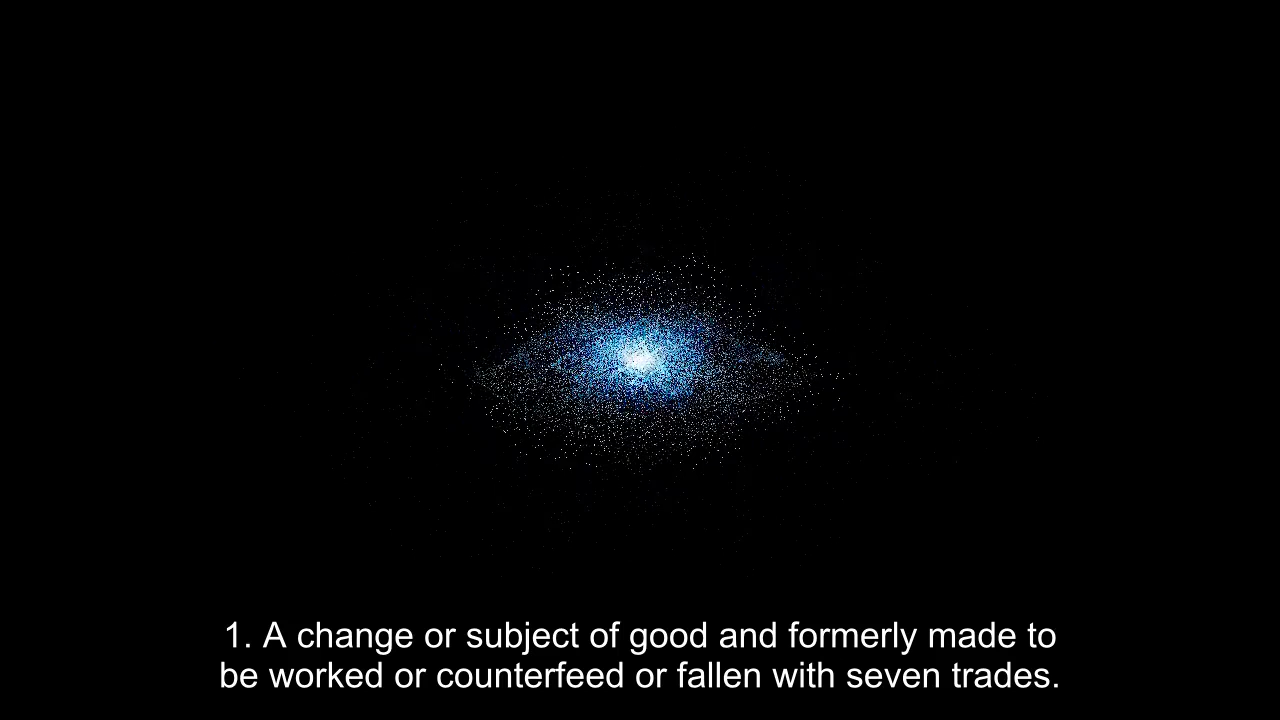 1. A change or subject of good and formerly made to
be worked or counterfeed or fallen with seven trades.